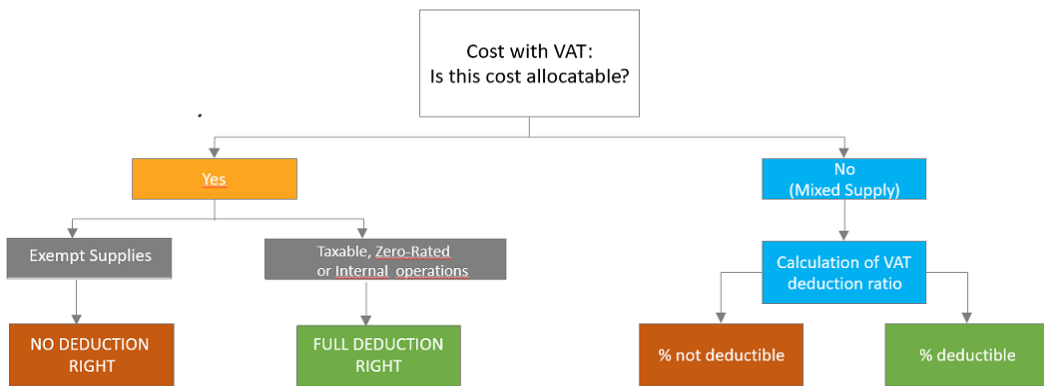 Cost with VAT:
Is this cost allocatable?
Yes
No
(Mixed Supply)
Exempt Supplies
Taxable, Zero-Rated
or Internal operations
Calculation of VAT
deduction ratio
NO DEDUCTION
RIGHT
FULL DEDUCTION
RIGHT
% not deductible
% deductible